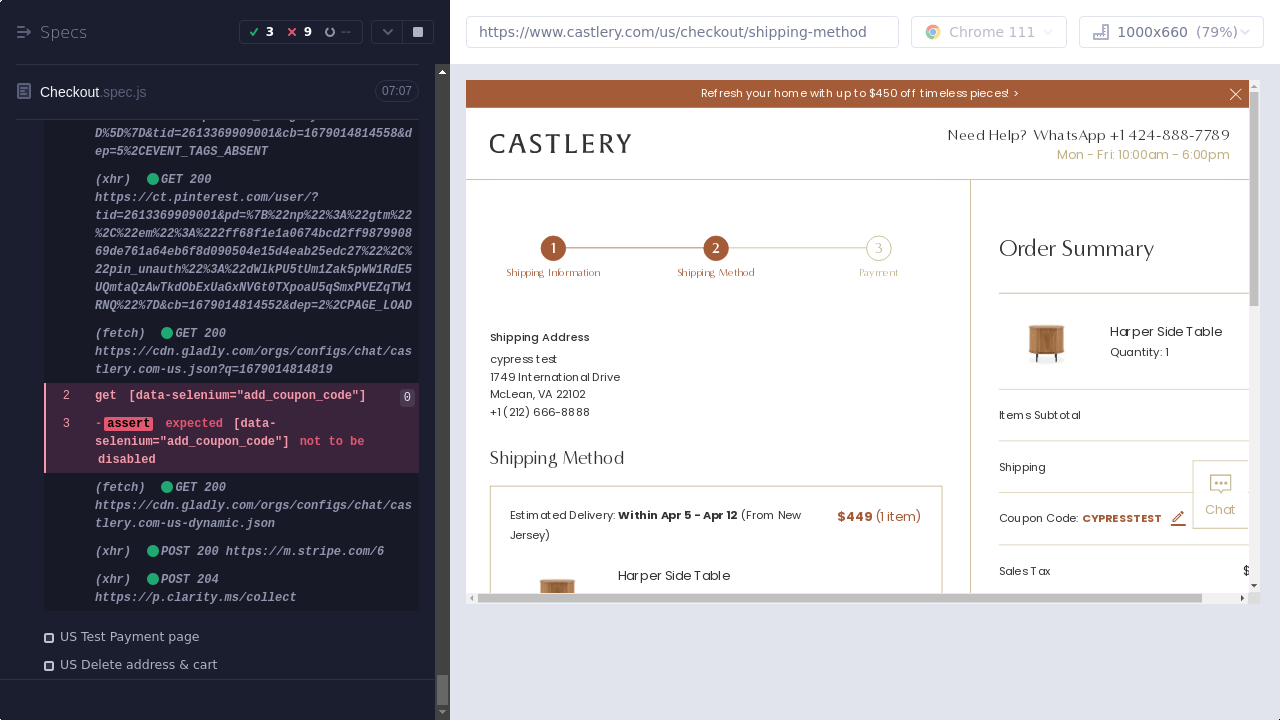 Specs
3
9
--
Checkout.spec.js
07:07
D%5D%7D&tid=2613369909001&cb=1679014814558&d
ep=5%2CEVENT_TAGS_ABSENT
(xhr) GET 200
https://ct.pinterest.com/user/?
tid=2613369909001&pd=%7B%22np%22%3A%22gtm%22
%2C%22em%22%3A%222ff68f1e1a0674bcd2ff9879908
69de761a64eb6f8d090504e15d4eab25edc27%22%2C%
22pin_unauth%22%3A%22dWlkPU5tUm1Zak5pWW1RdE5
UQmtaQzAwTkdObExUaGxNVGt0TXpoaU5qSmxPVEZqTW1
RNQ%22%7D&cb=1679014814552&dep=2%2CPAGE_LOAD
(fetch) GET 200
https://cdn.gladly.com/orgs/configs/chat/cas
tlery.com-us.json?q=1679014814819
2 get [data-selenium="add_coupon_code"] 0
3 -assert expected [data-
selenium="add_coupon_code"] not to be
disabled
(fetch) GET 200
https://cdn.gladly.com/orgs/configs/chat/cas
tlery.com-us-dynamic.json
(xhr) POST 200 https://m.stripe.com/6
(xhr) POST 204
https://p.clarity.ms/collect
US Test Payment page
US Delete address & cart
https://www.castlery.com/us/checkout/shipping-method
Chrome 111
1000x660 (79%)
Refresh your home with up to $450 off timeless pieces! >
CASTLERY
Need Help? WhatsApp +1 424-888-7789
Mon - Fri: 10:00am - 6:00pm
1
2
3
Shipping Information
Shipping Method
Payment
Shipping Address
cypress test
1749 International Drive
McLean, VA 22102
+1 (212) 666-8888
Shipping Method
Estimated Delivery: Within Apr 5 - Apr 12 (From New
Jersey)
$449 (1 item)
Harper Side Table
Order Summary
Harper Side Table
Quantity: 1
Items Subtotal
Shipping
Coupon Code: CYPRESSTEST
Sales Tax
$
Chat